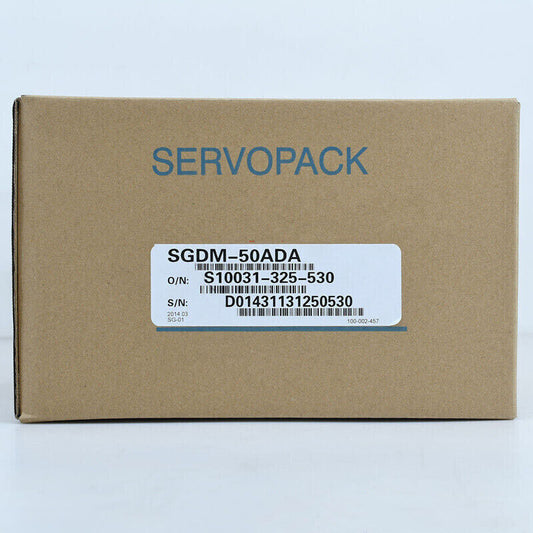 SERVOPACK
SGDM-50ADA
O/N: S10031-325-530
S/N: D01431131250530
2014.03
SG-01 100-002-457